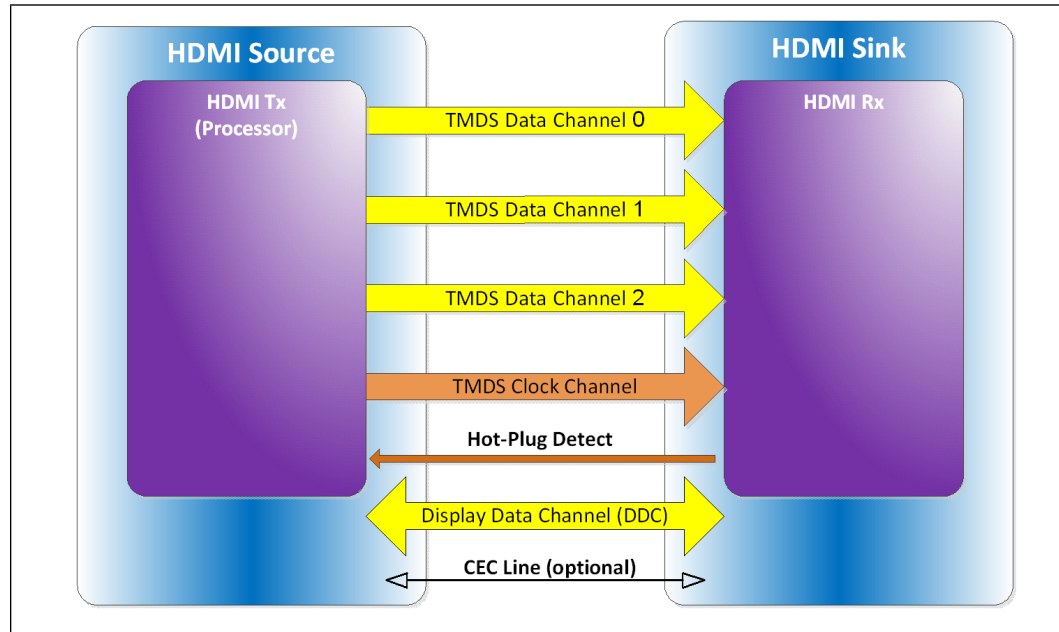 HDMI Source
HDMI Sink
HDMI Tx
(Processor)
HDMI Rx
TMDS Data Channel 0
TMDS Data Channel 1
TMDS Data Channel 2
TMDS Clock Channel
Hot-Plug Detect
Display Data Channel (DDC)
CEC Line (optional)